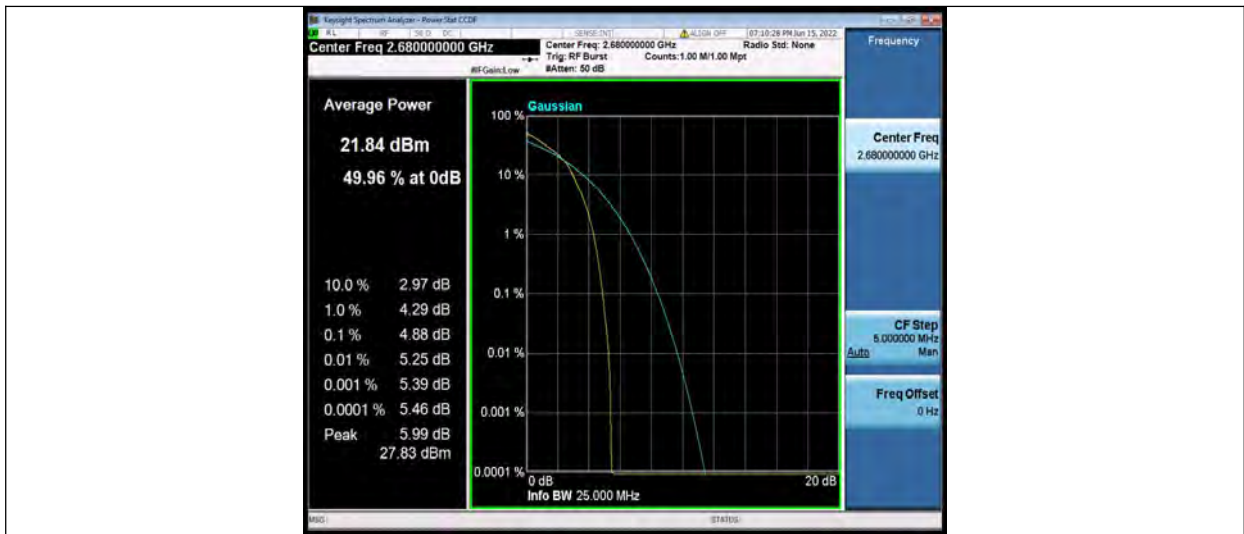 Keysight Spectrum Analyzer - Power Stat CCDF
RL RF 50 Ω DC SENSE:INT ALIGN OFF 07:10:28 PM Jun 15, 2022
Center Freq 2.680000000 GHz
Center Freq: 2.680000000 GHz Radio Std: None
Trig: RF Burst Counts:1.00 M/1.00 Mpt
#IFGain:Low #Atten: 50 dB
Frequency
Average Power
21.84 dBm
49.96 % at 0dB
10.0 % 2.97 dB
1.0 % 4.29 dB
0.1 % 4.88 dB
0.01 % 5.25 dB
0.001 % 5.39 dB
0.0001 % 5.46 dB
Peak 5.99 dB
27.83 dBm
Gaussian
100 %
10 %
1 %
0.1 %
0.01 %
0.001 %
0.0001 %
0 dB 20 dB
Info BW 25.000 MHz
Center Freq
2.680000000 GHz
CF Step
5.000000 MHz
Auto Man
Freq Offset
0 Hz
MSG STATUS